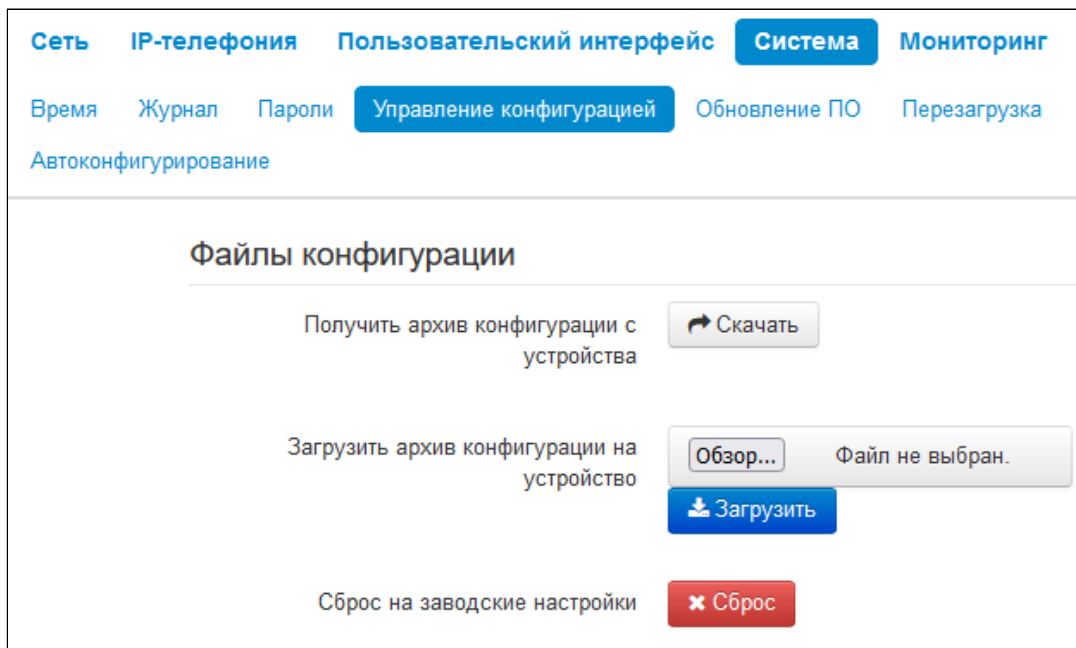 Сеть IP-телефония Пользовательский интерфейс Система Мониторинг
Время Журнал Пароли Управление конфигурацией Обновление ПО Перезагрузка
Автоконфигурирование
Файлы конфигурации
Получить архив конфигурации с устройства Скачать
Загрузить архив конфигурации на устройство Обзор... Файл не выбран.
Загрузить
Сброс на заводские настройки Сброс